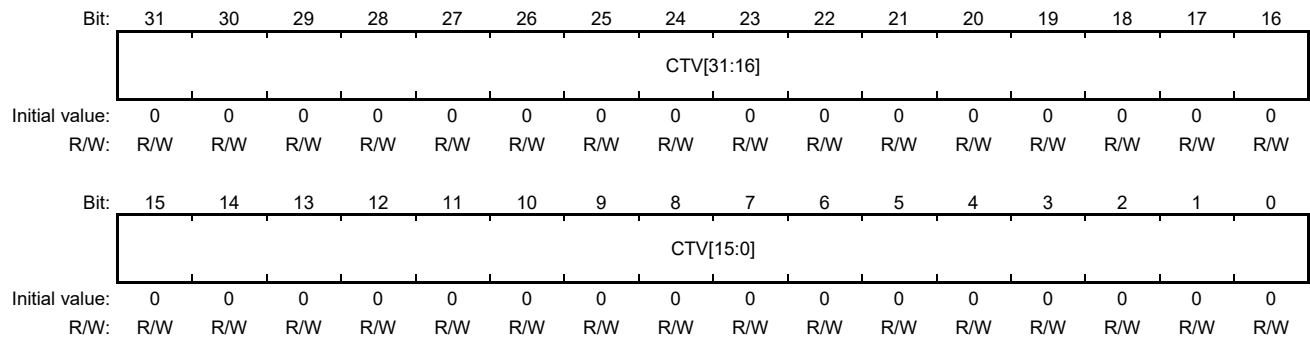 Bit: 31 30 29 28 27 26 25 24 23 22 21 20 19 18 17 16
CTV[31:16]
Initial value: 0 0 0 0 0 0 0 0 0 0 0 0 0 0 0 0
R/W: R/W R/W R/W R/W R/W R/W R/W R/W R/W R/W R/W R/W R/W R/W R/W R/W
Bit: 15 14 13 12 11 10 9 8 7 6 5 4 3 2 1 0
CTV[15:0]
Initial value: 0 0 0 0 0 0 0 0 0 0 0 0 0 0 0 0
R/W: R/W R/W R/W R/W R/W R/W R/W R/W R/W R/W R/W R/W R/W R/W R/W R/W